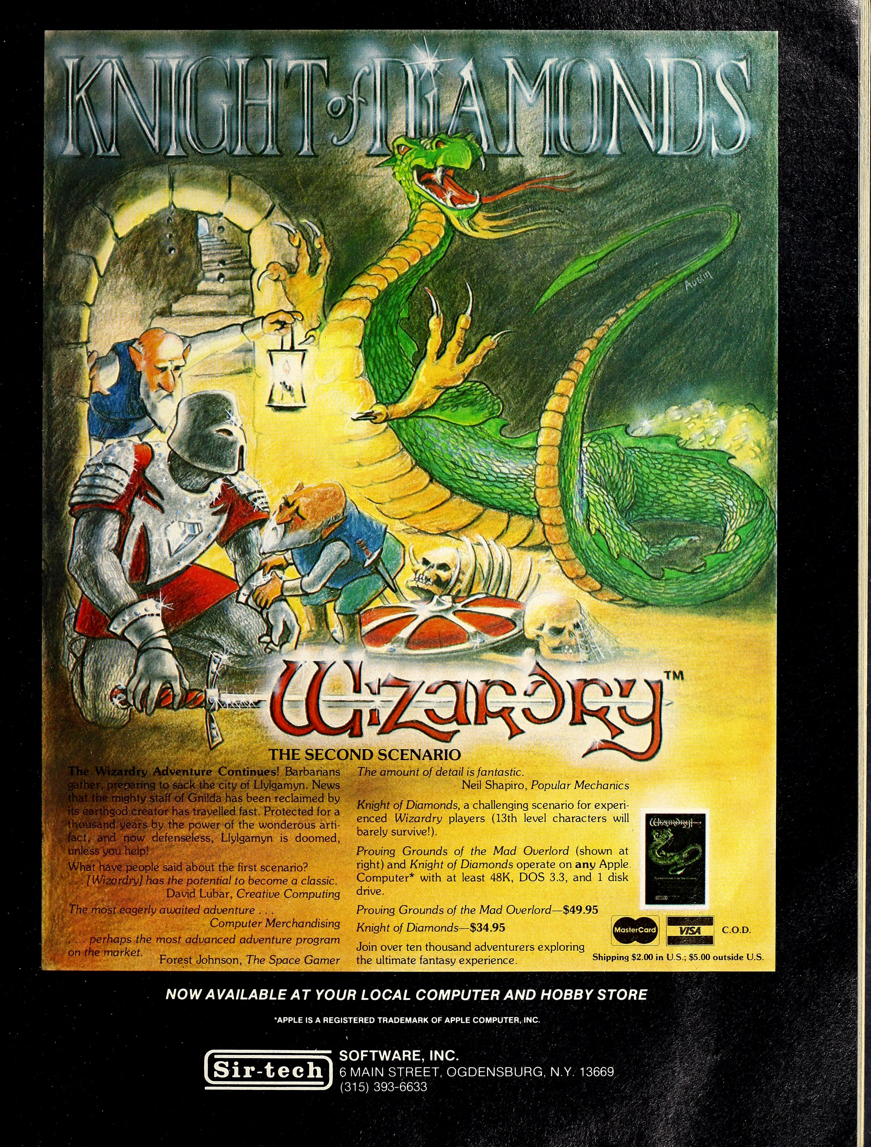 KNIGHT of DIAMONDS
Austin
WizardRy™
THE SECOND SCENARIO
The Wizardry Adventure Continues! Barbarians
gather, preparing to sack the city of Llylgamyn. News
that the mighty staff of Gnilda has been reclaimed by
its earthgod creator has travelled fast. Protected for a
thousand years by the power of the wonderous arti-
fact, and now defenseless, Llylgamyn is doomed,
unless you help!
What have people said about the first scenario?
[Wizardry] has the potential to become a classic.
David Lubar, Creative Computing
The most eagerly awaited adventure . . .
Computer Merchandising
. . . perhaps the most advanced adventure program
on the market.
Forest Johnson, The Space Gamer
The amount of detail is fantastic.
Neil Shapiro, Popular Mechanics
Knight of Diamonds, a challenging scenario for experi-
enced Wizardry players (13th level characters will
barely survive!).
Proving Grounds of the Mad Overlord (shown at
right) and Knight of Diamonds operate on any Apple
Computer* with at least 48K, DOS 3.3, and 1 disk
drive.
Proving Grounds of the Mad Overlord—$49.95
Knight of Diamonds—$34.95
Join over ten thousand adventurers exploring
the ultimate fantasy experience.
Wizardry
MasterCard
VISA
C.O.D.
Shipping $2.00 in U.S.; $5.00 outside U.S.
NOW AVAILABLE AT YOUR LOCAL COMPUTER AND HOBBY STORE
*APPLE IS A REGISTERED TRADEMARK OF APPLE COMPUTER, INC.
Sir-tech
SOFTWARE, INC.
6 MAIN STREET, OGDENSBURG, N.Y. 13669
(315) 393-6633